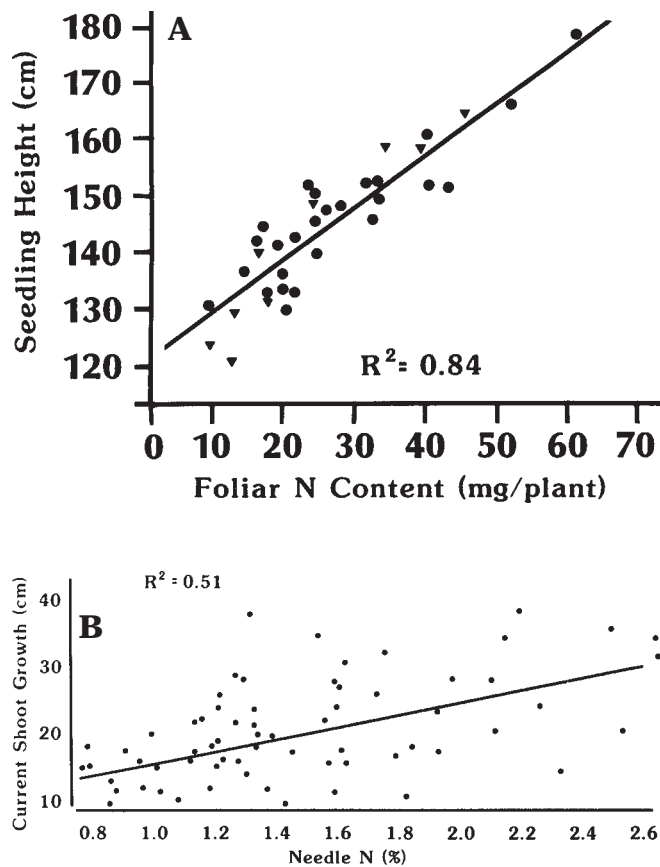 A
Seedling Height (cm)
180
170
160
150
140
130
120
R²= 0.84
0 10 20 30 40 50 60 70
Foliar N Content (mg/plant)
R² = 0.51
B
Current Shoot Growth (cm)
40
30
20
10
0.8 1.0 1.2 1.4 1.6 1.8 2.0 2.2 2.4 2.6
Needle N (%)